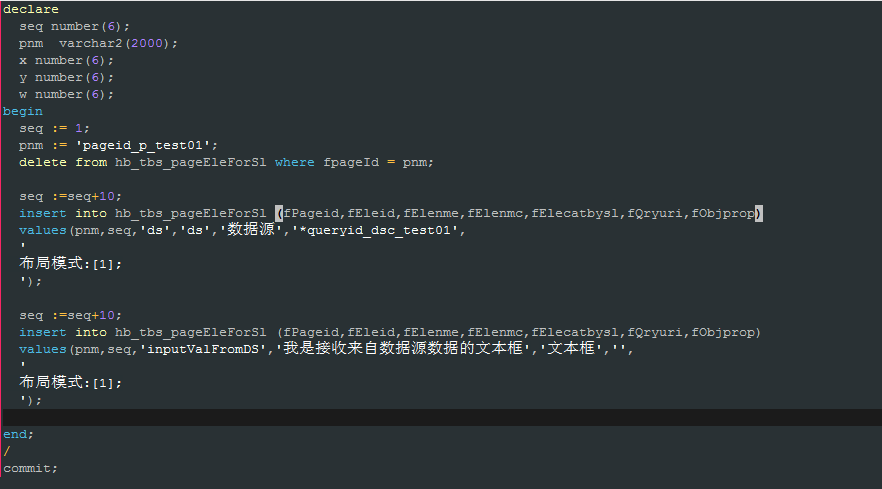 declare
  seq number(6);
  pnm  varchar2(2000);
  x number(6);
  y number(6);
  w number(6);
begin
  seq := 1;
  pnm := 'pageid_p_test01';
  delete from hb_tbs_pageEleForSl where fpageId = pnm;
  seq :=seq+10;
  insert into hb_tbs_pageEleForSl (fPageid,fEleid,fElenme,fElenmc,fElecatbysl,fQryuri,fObjprop)
  values(pnm,seq,'ds','ds','数据源','*queryid_dsc_test01',
  '
  布局模式:[1];
  ');
  seq :=seq+10;
  insert into hb_tbs_pageEleForSl (fPageid,fEleid,fElenme,fElenmc,fElecatbysl,fQryuri,fObjprop)
  values(pnm,seq,'inputValFromDS','我是接收来自数据源数据的文本框','文本框','',
  '
  布局模式:[1];
  ');
end;
/
commit;